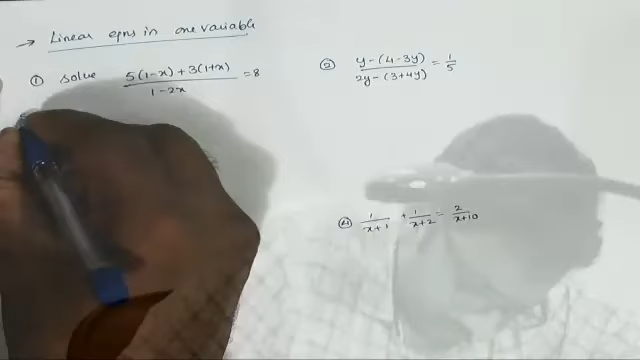 → Linear eqns in one variable
① Solve 5(1-x)+3(1+x) / 1-2x = 8
② y-(4-3y) / 2y-(3+4y) = 1/5
④ 1/x+1 + 1/x+2 = 2/x+10